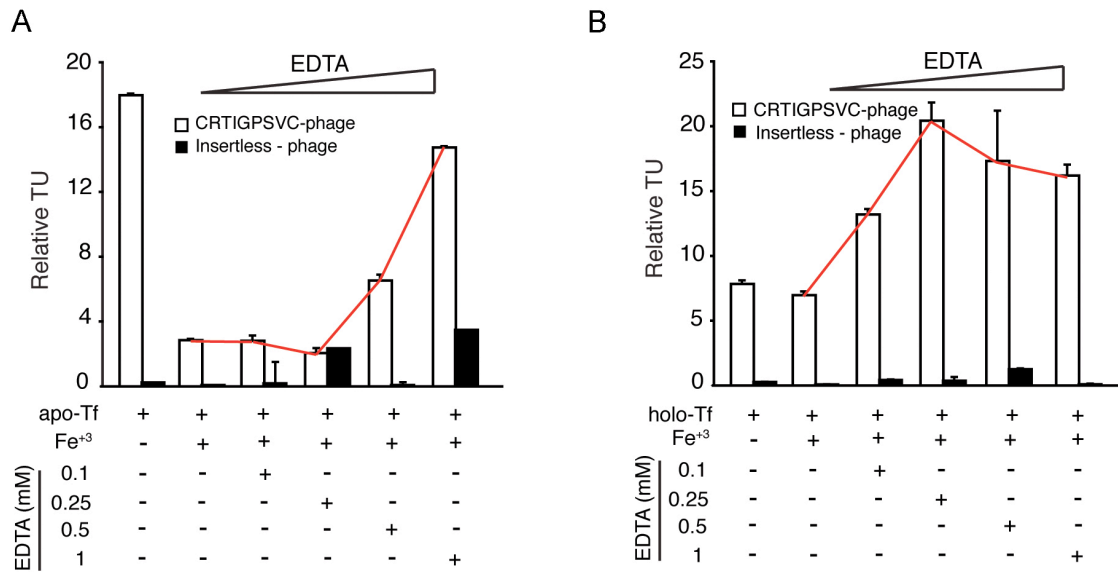 A
20
16
12
8
4
0
Relative TU
EDTA
CRTIGPSVC-phage
Insertless - phage
apo-Tf + + + + + +
Fe+3 - + + + + +
EDTA (mM)
0.1 - - + - - -
0.25 - - - + - -
0.5 - - - - + -
1 - - - - - +
B
25
20
15
10
5
0
Relative TU
EDTA
CRTIGPSVC-phage
Insertless - phage
holo-Tf + + + + + +
Fe+3 - + + + + +
EDTA (mM)
0.1 - - + - - -
0.25 - - - + - -
0.5 - - - - + -
1 - - - - - +